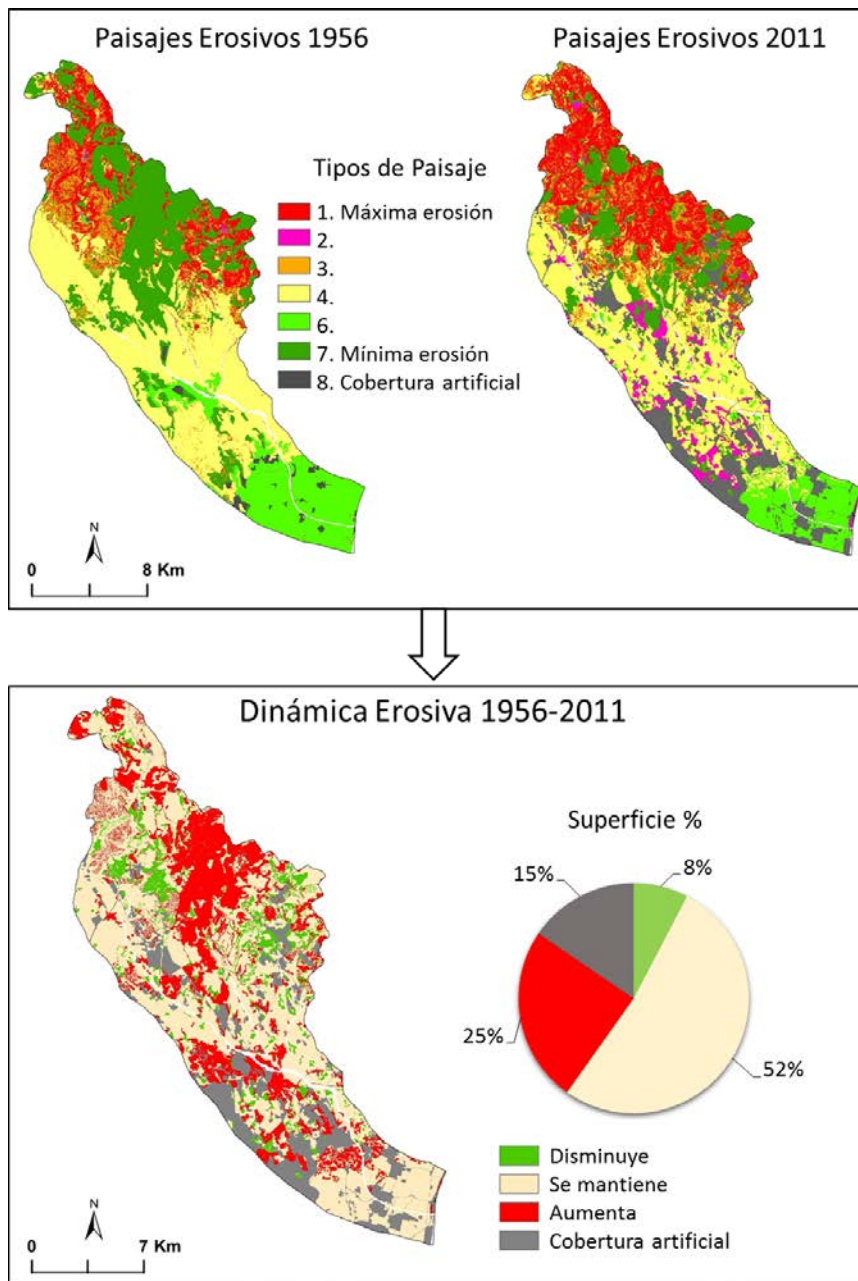 Paisajes Erosivos 1956
Paisajes Erosivos 2011
Tipos de Paisaje
1. Máxima erosión
2.
3.
4.
6.
7. Mínima erosión
8. Cobertura artificial
N
0 8 Km
Dinámica Erosiva 1956-2011
Superficie %
15%
8%
25%
52%
Disminuye
Se mantiene
Aumenta
Cobertura artificial
N
0 7 Km